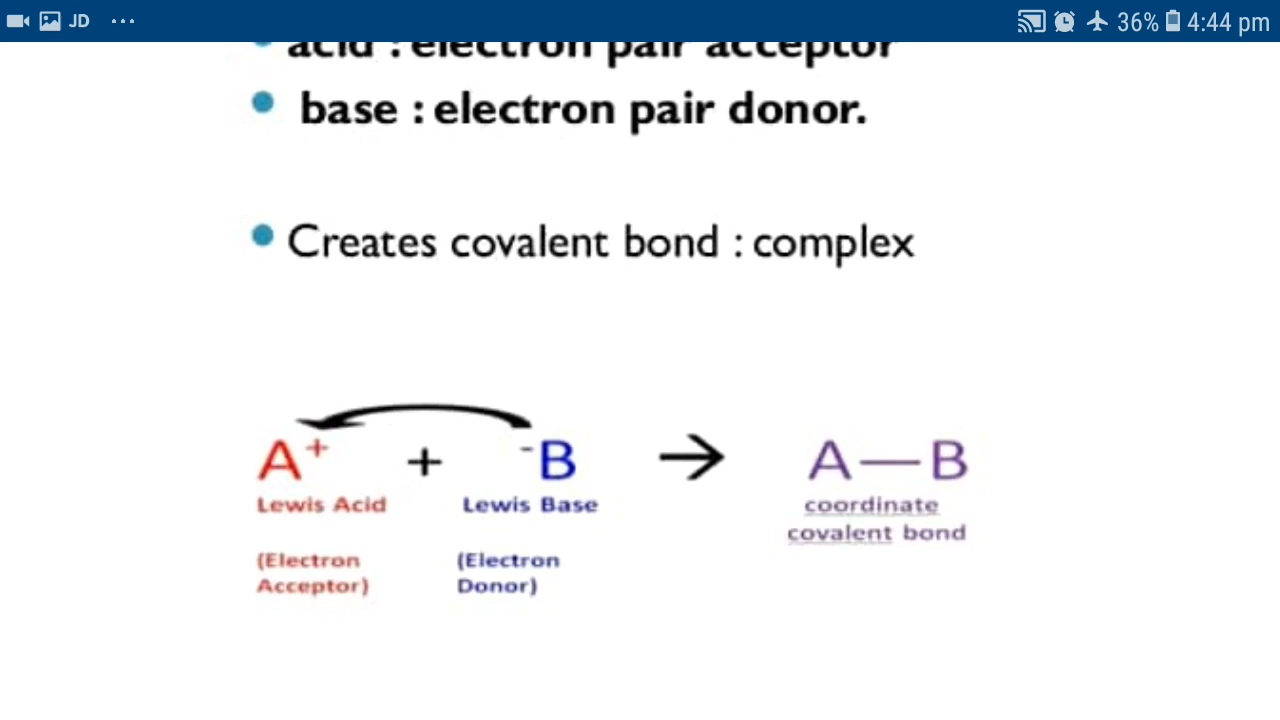 JD ... 36% 4:44 pm
acid : electron pair acceptor
base : electron pair donor.
Creates covalent bond : complex
A+ + -B → A—B
Lewis Acid Lewis Base coordinate
covalent bond
(Electron (Electron
Acceptor) Donor)